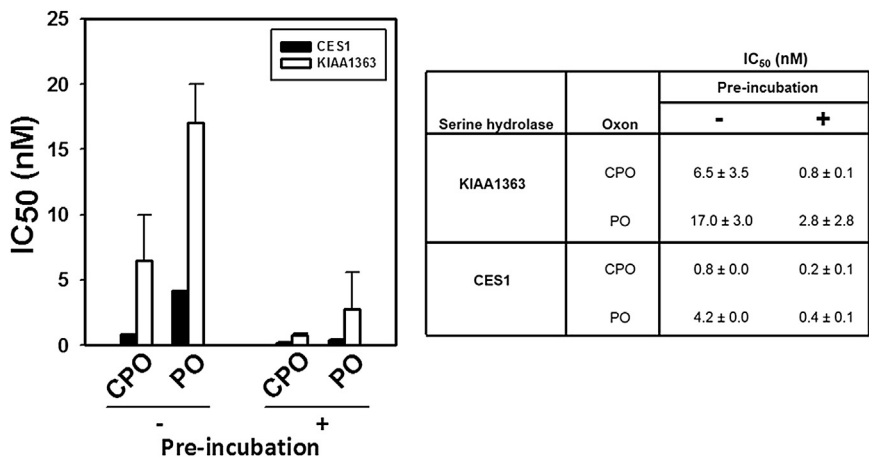 25
20
15
10
5
0
IC50 (nM)
CES1
KIAA1363
CPO
PO
CPO
PO
-
+
Pre-incubation
IC50 (nM)
Pre-incubation
Serine hydrolase
Oxon
-
+
KIAA1363
CPO
6.5 ± 3.5
0.8 ± 0.1
PO
17.0 ± 3.0
2.8 ± 2.8
CES1
CPO
0.8 ± 0.0
0.2 ± 0.1
PO
4.2 ± 0.0
0.4 ± 0.1